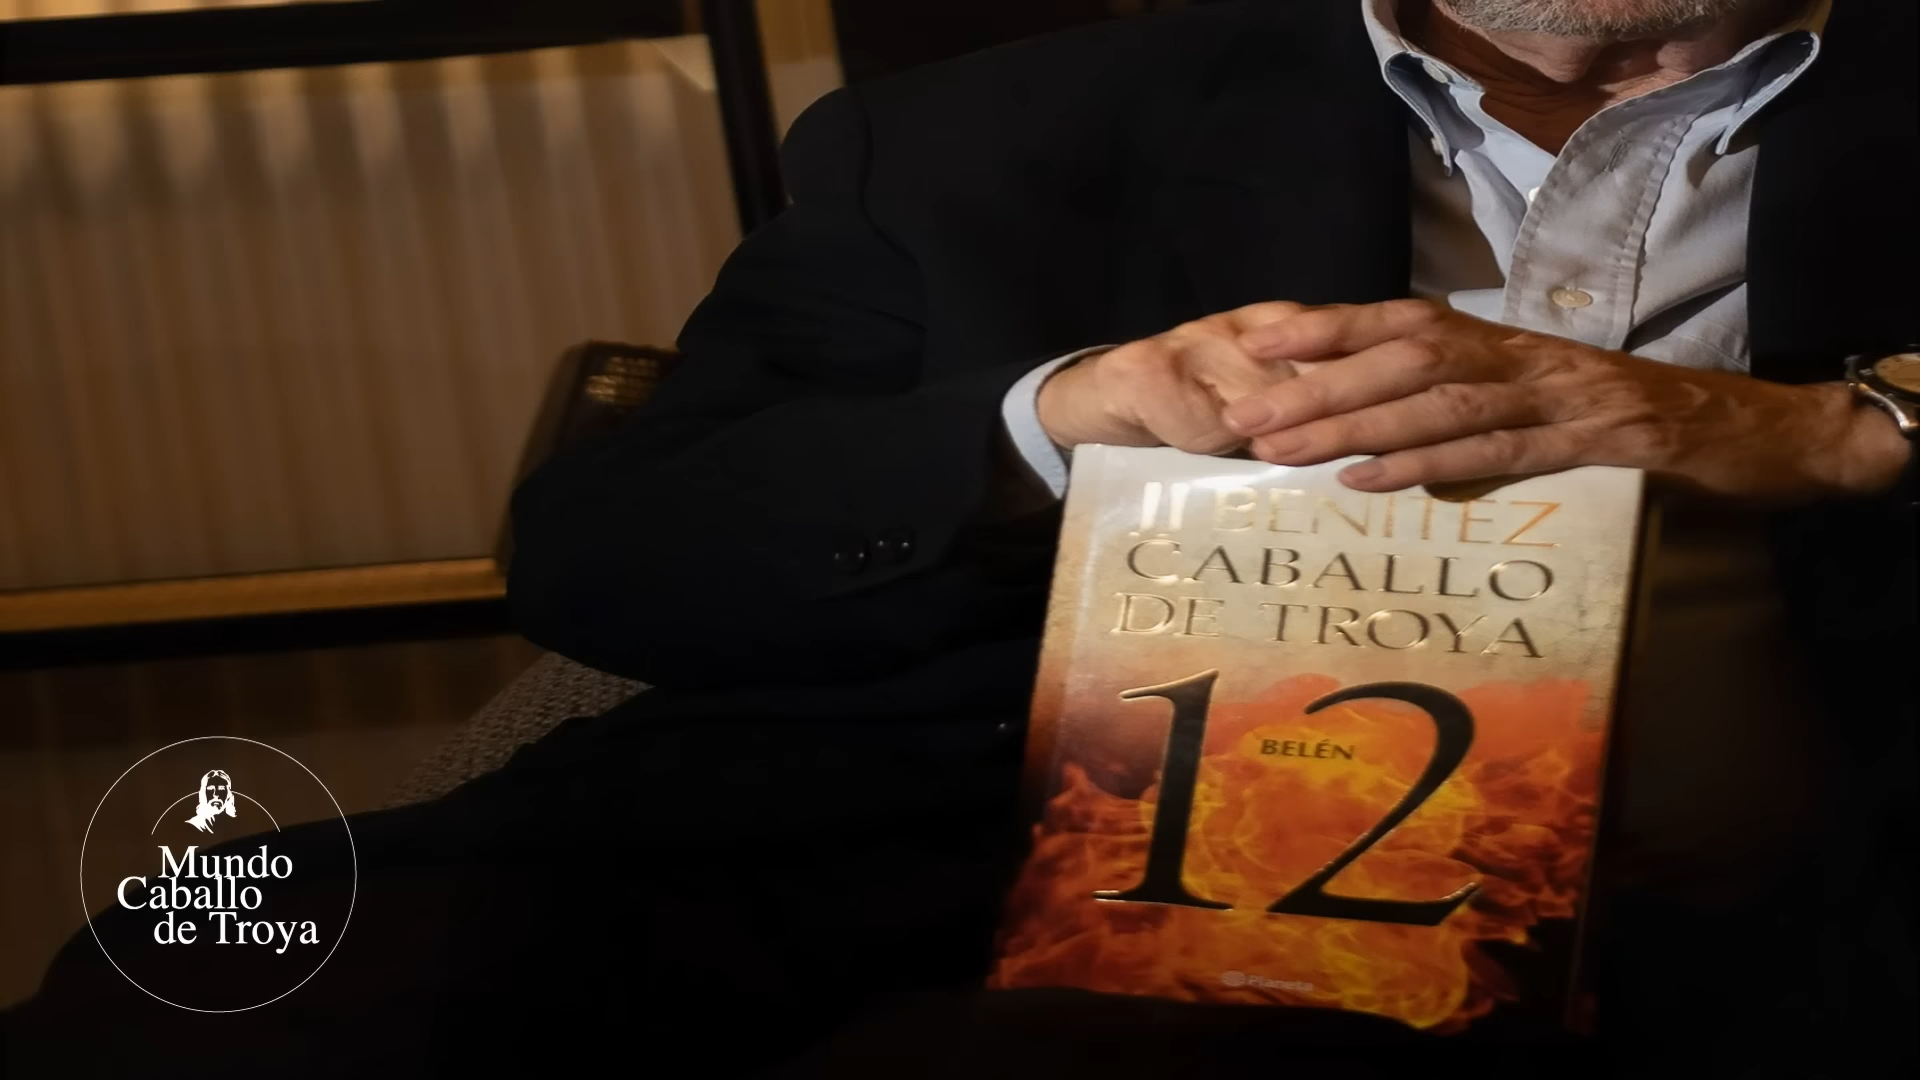 JJ BENÍTEZ
CABALLO
DE TROYA
12
BELÉN
Planeta
Mundo
Caballo
de Troya